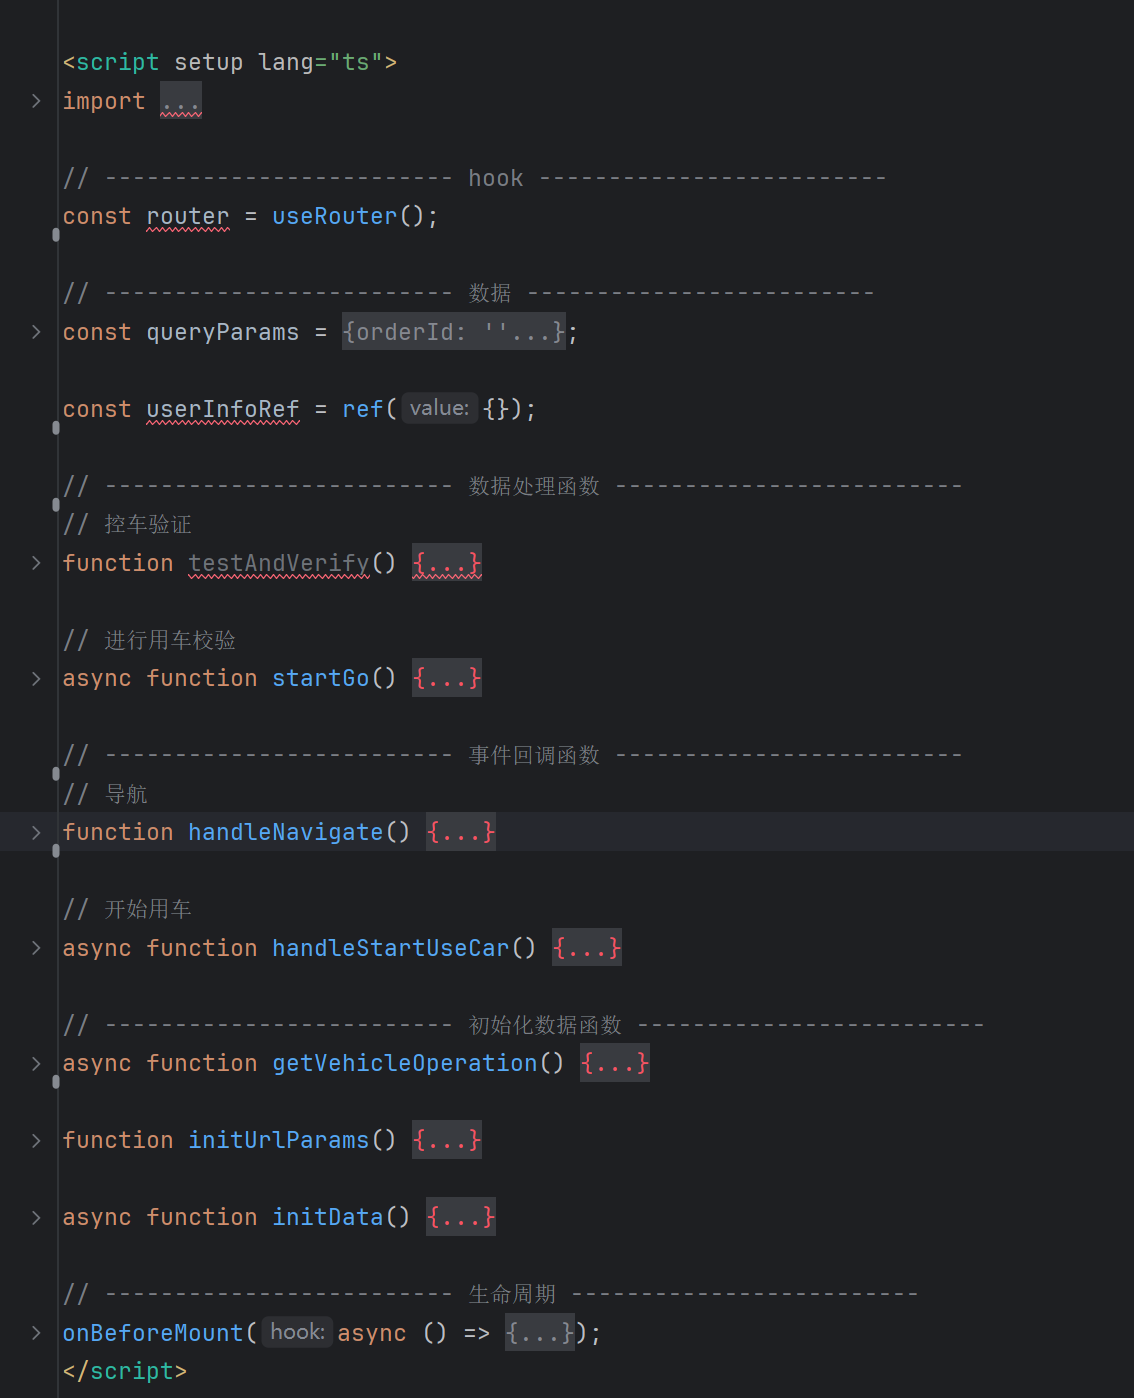 <script setup lang="ts">
import ...
// ------------------------- hook -------------------------
const router = useRouter();
// ------------------------- 数据 -------------------------
const queryParams = {orderId: ''...};
const userInfoRef = ref( value: {});
// ------------------------- 数据处理函数 -------------------------
// 控车验证
function testAndVerify() {...}
// 进行用车校验
async function startGo() {...}
// ------------------------- 事件回调函数 -------------------------
// 导航
function handleNavigate() {...}
// 开始用车
async function handleStartUseCar() {...}
// ------------------------- 初始化数据函数 -------------------------
async function getVehicleOperation() {...}
function initUrlParams() {...}
async function initData() {...}
// ------------------------- 生命周期 -------------------------
onBeforeMount( hook: async () => {...});
</script>